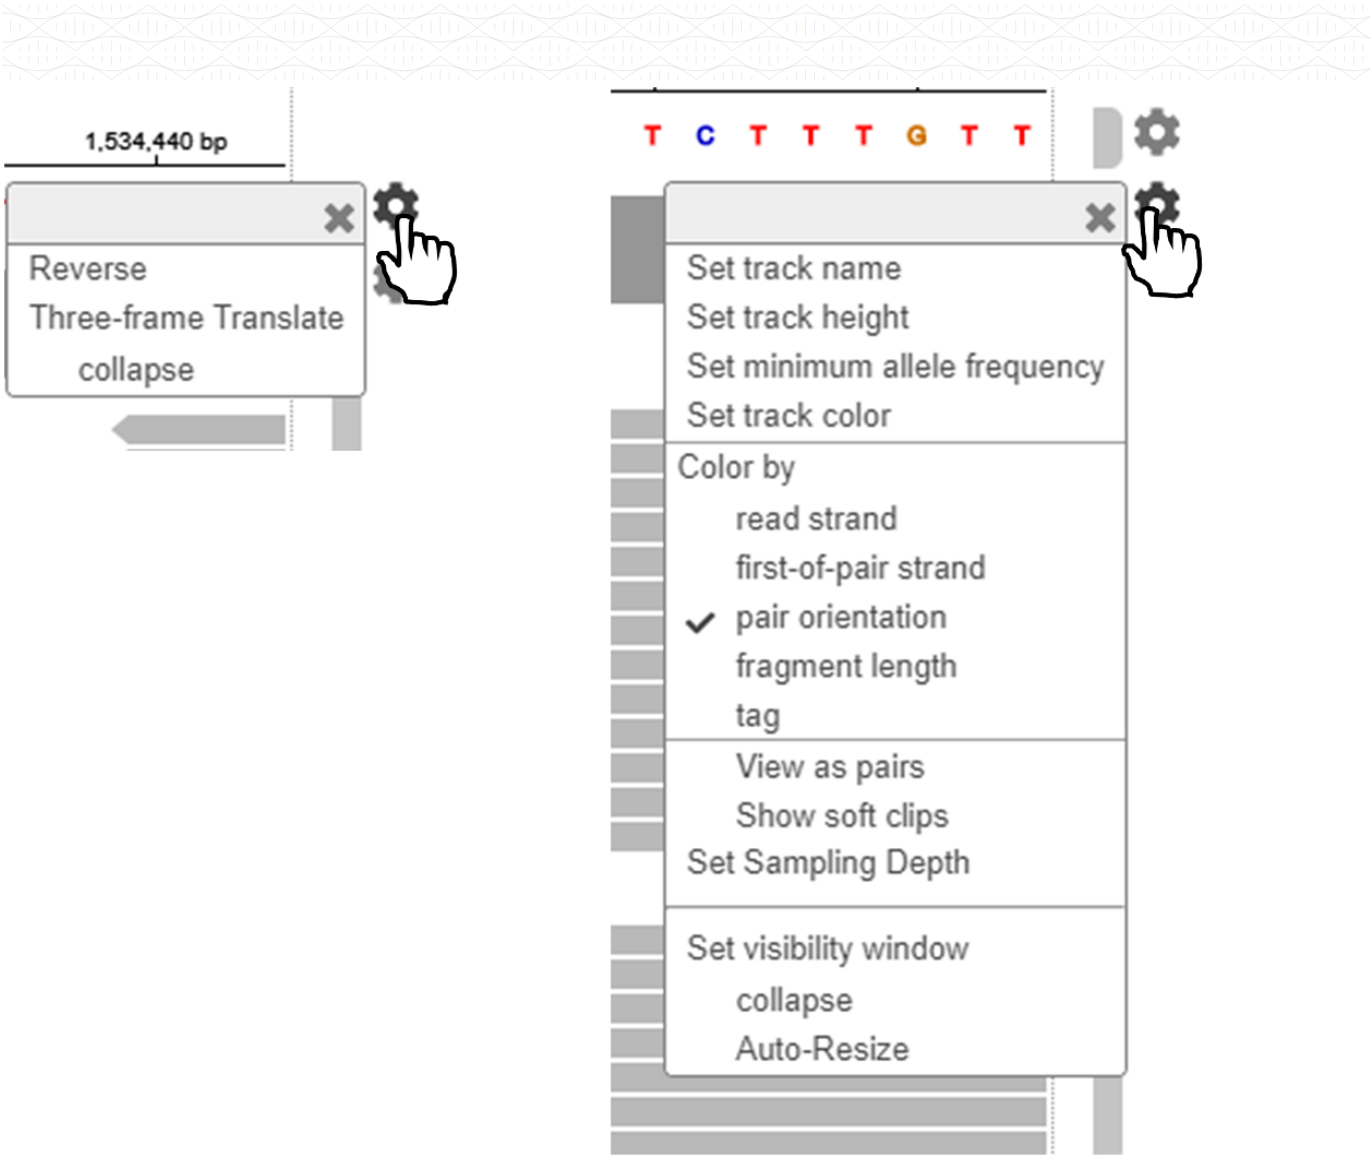 1,534,440 bp
Reverse
Three-frame Translate
collapse
T C T T T G T T
Set track name
Set track height
Set minimum allele frequency
Set track color
Color by
read strand
first-of-pair strand
pair orientation
fragment length
tag
View as pairs
Show soft clips
Set Sampling Depth
Set visibility window
collapse
Auto-Resize